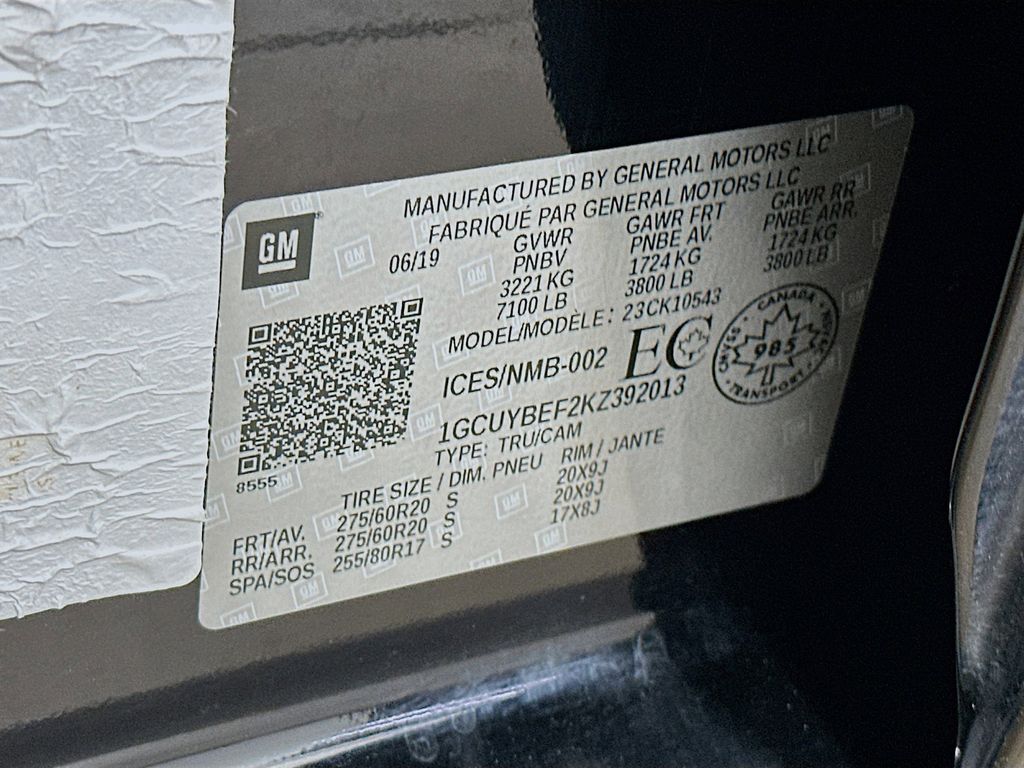 MANUFACTURED BY GENERAL MOTORS LLC
FABRIQUÉ PAR GENERAL MOTORS LLC
GM
06/19
GVWR GAWR FRT GAWR RR
PNBV PNBE AV. PNBE ARR.
3221 KG 1724 KG 1724 KG
7100 LB 3800 LB 3800 LB
MODEL/MODÈLE: 23CK10543
ICES/NMB-002 EC
CANADA
985
TRANSPORT
1GCUYBEF2KZ392013
TYPE: TRU/CAM
8555
TIRE SIZE / DIM. PNEU RIM / JANTE
FRT/AV. 275/60R20 S 20X9J
RR/ARR. 275/60R20 S 20X9J
SPA/SOS 255/80R17 S 17X8J